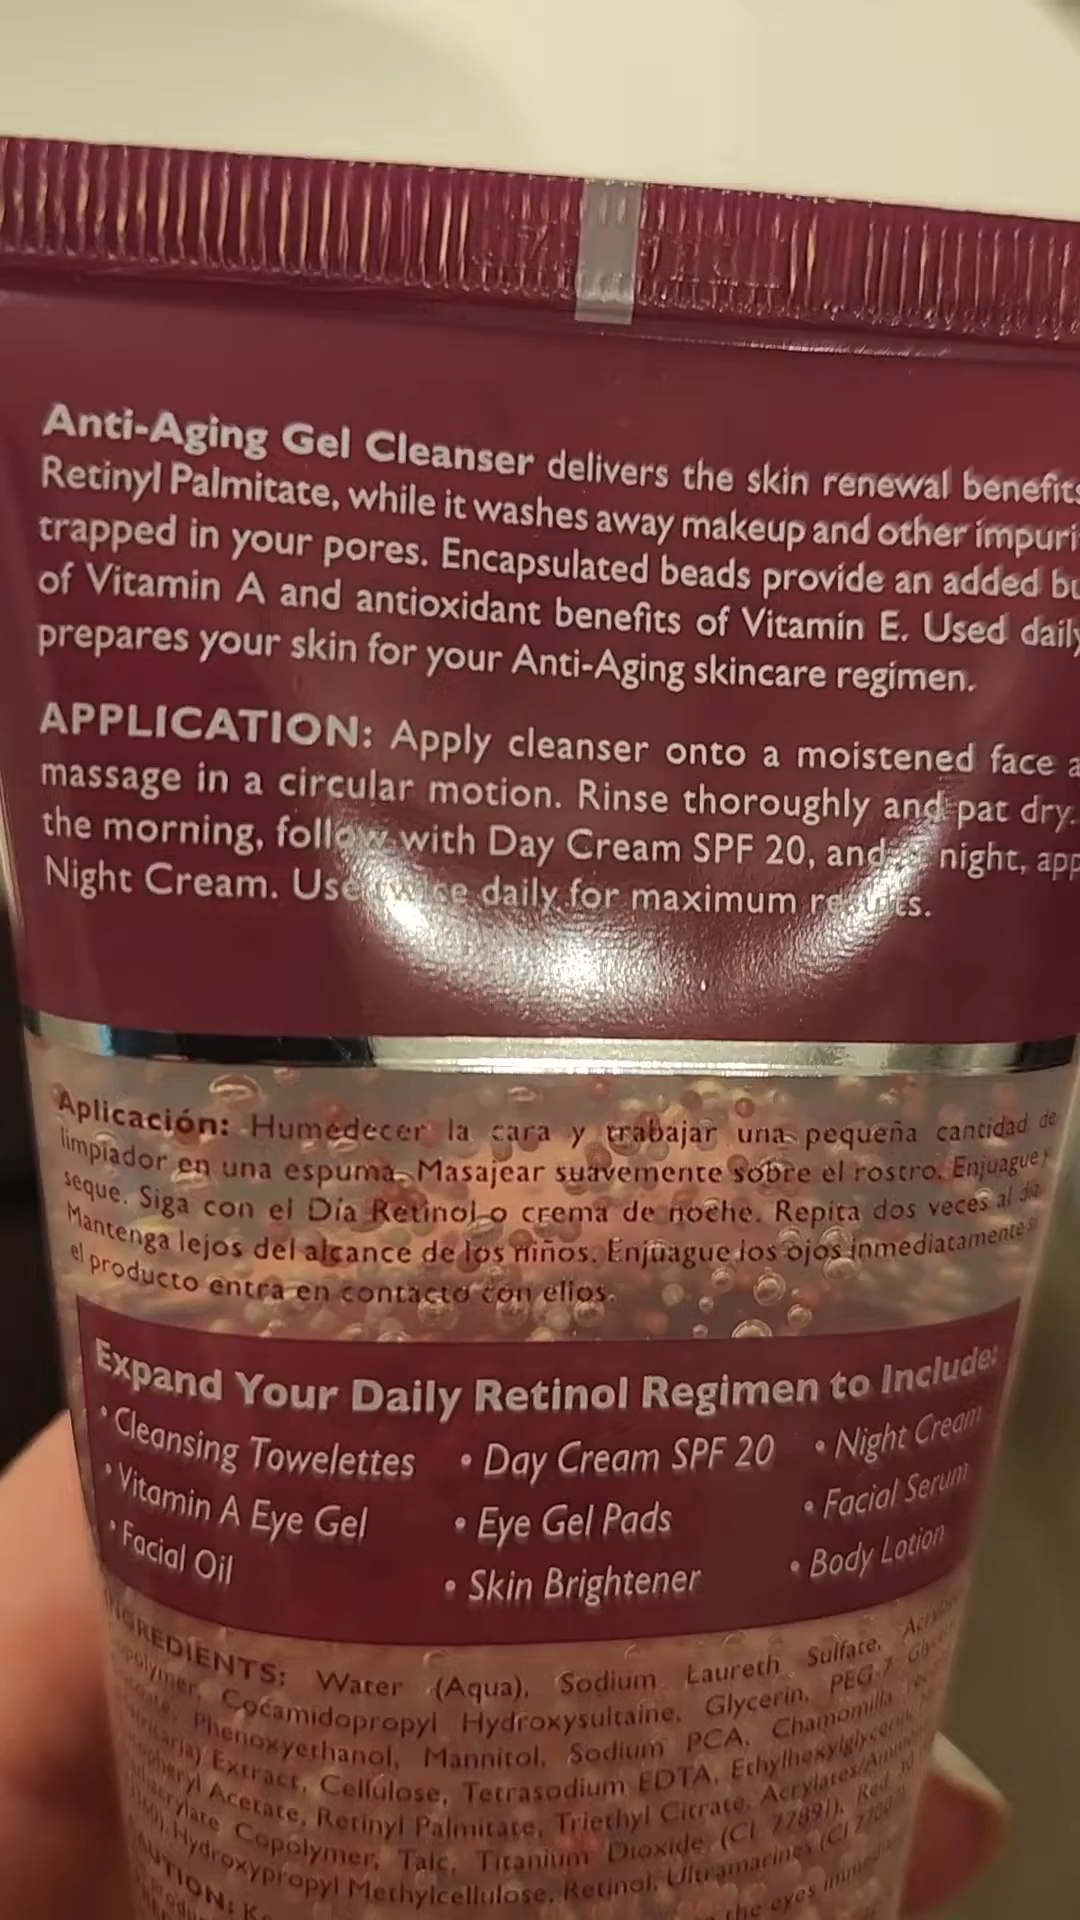 Anti-Aging Gel Cleanser delivers the skin renewal benefits
Retinyl Palmitate, while it washes away makeup and other
trapped in your pores. Encapsulated beads provide an added
of Vitamin A and antioxidant benefits of Vitamin E. Used daily
prepares your skin for your Anti-Aging skincare regimen.
APPLICATION: Apply cleanser onto a moistened face
massage in a circular motion. Rinse thoroughly and pat dry.
the morning, follow with Day Cream SPF 20, and night,
Night Cream. Use twice daily for maximum results.
Aplicación: Humedecer la cara y trabajar una pequeña cantidad de
limpiador en una espuma. Masajear suavemente sobre el rostro. Enjuague y
seque. Siga con el Día Retinol o crema de noche. Repita dos veces al día.
Mantenga lejos del alcance de los niños. Enjuague los ojos inmediatamente si
el producto entra en contacto con ellos.
Expand Your Daily Retinol Regimen to Include:
• Cleansing Towelettes • Day Cream SPF 20 • Night Cream
• Vitamin A Eye Gel • Eye Gel Pads • Facial Serum
• Facial Oil • Skin Brightener • Body Lotion
INGREDIENTS: Water (Aqua), Sodium Laureth Sulfate,
Cocamidopropyl Hydroxysultaine, Glycerin, PEG-7
Phenoxyethanol, Mannitol, Sodium PCA, Chamomilla
Extract, Cellulose, Tetrasodium EDTA, Ethylhexylglycerin,
Acetate, Retinyl Palmitate, Triethyl Citrate,
Copolymer, Talc, Titanium Dioxide (CI 77891), Red
Hydroxypropyl Methylcellulose, Retinol, Ultramarines (CI
the eyes